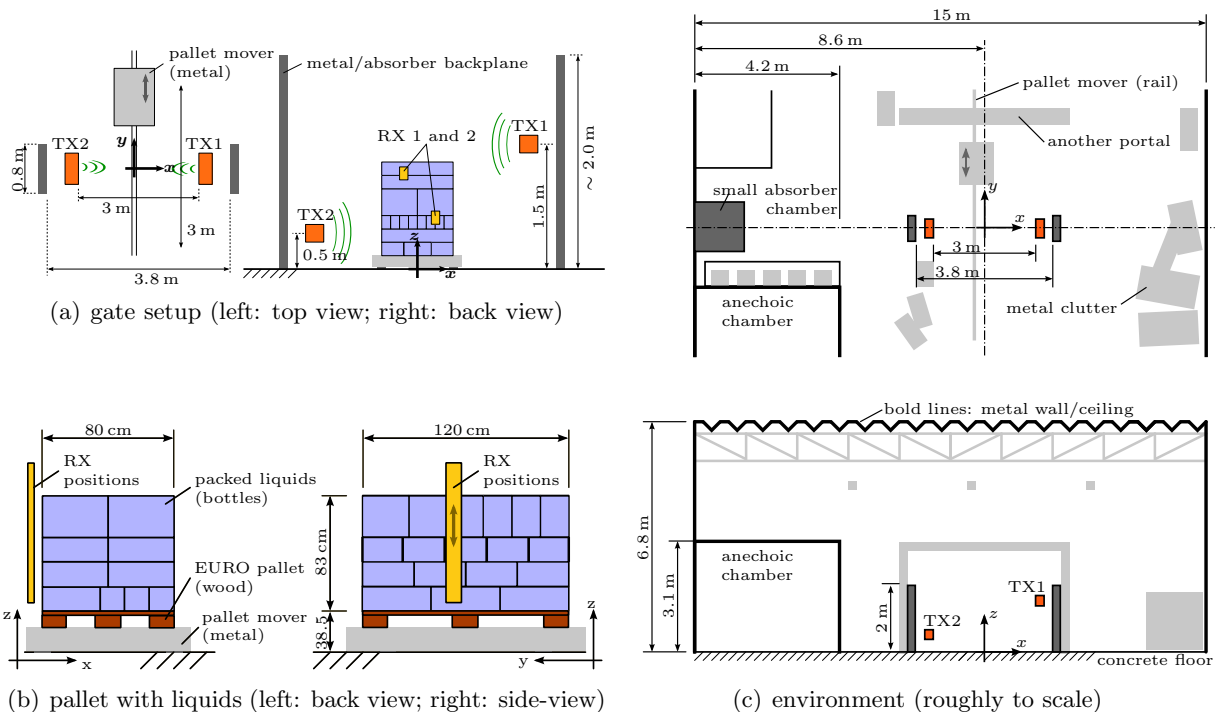 pallet mover
(metal)
metal/absorber backplane
RX 1 and 2
TX1
TX2
TX1
TX2
y
x
z
x
0.8 m
3 m
3 m
3.8 m
0.5 m
1.5 m
~ 2.0 m
(a) gate setup (left: top view; right: back view)
80 cm
120 cm
RX
positions
packed liquids
(bottles)
RX
positions
EURO pallet
(wood)
pallet mover
(metal)
83 cm
38.5
z
x
z
y
(b) pallet with liquids (left: back view; right: side-view)
15 m
8.6 m
4.2 m
pallet mover (rail)
another portal
small absorber
chamber
y
x
3 m
3.8 m
anechoic
chamber
metal clutter
bold lines: metal wall/ceiling
6.8 m
3.1 m
anechoic
chamber
2 m
TX1
TX2
z
x
concrete floor
(c) environment (roughly to scale)